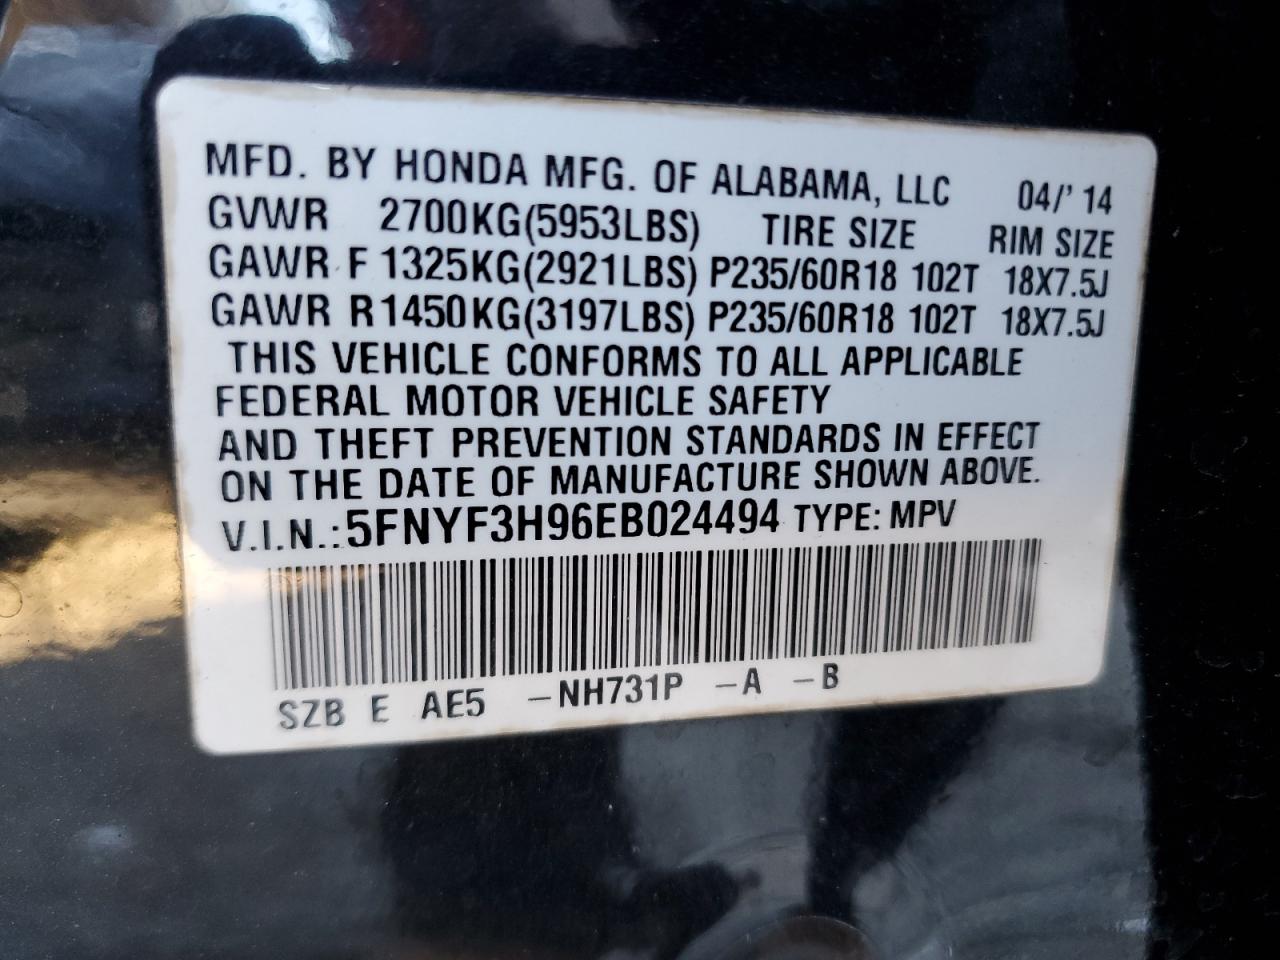 MFD. BY HONDA MFG. OF ALABAMA, LLC 04/' 14
GVWR 2700KG(5953LBS) TIRE SIZE RIM SIZE
GAWR F 1325KG(2921LBS) P235/60R18 102T 18X7.5J
GAWR R1450KG(3197LBS) P235/60R18 102T 18X7.5J
THIS VEHICLE CONFORMS TO ALL APPLICABLE
FEDERAL MOTOR VEHICLE SAFETY
AND THEFT PREVENTION STANDARDS IN EFFECT
ON THE DATE OF MANUFACTURE SHOWN ABOVE.
V.I.N.:5FNYF3H96EB024494 TYPE: MPV
SZB E AE5 -NH731P -A -B